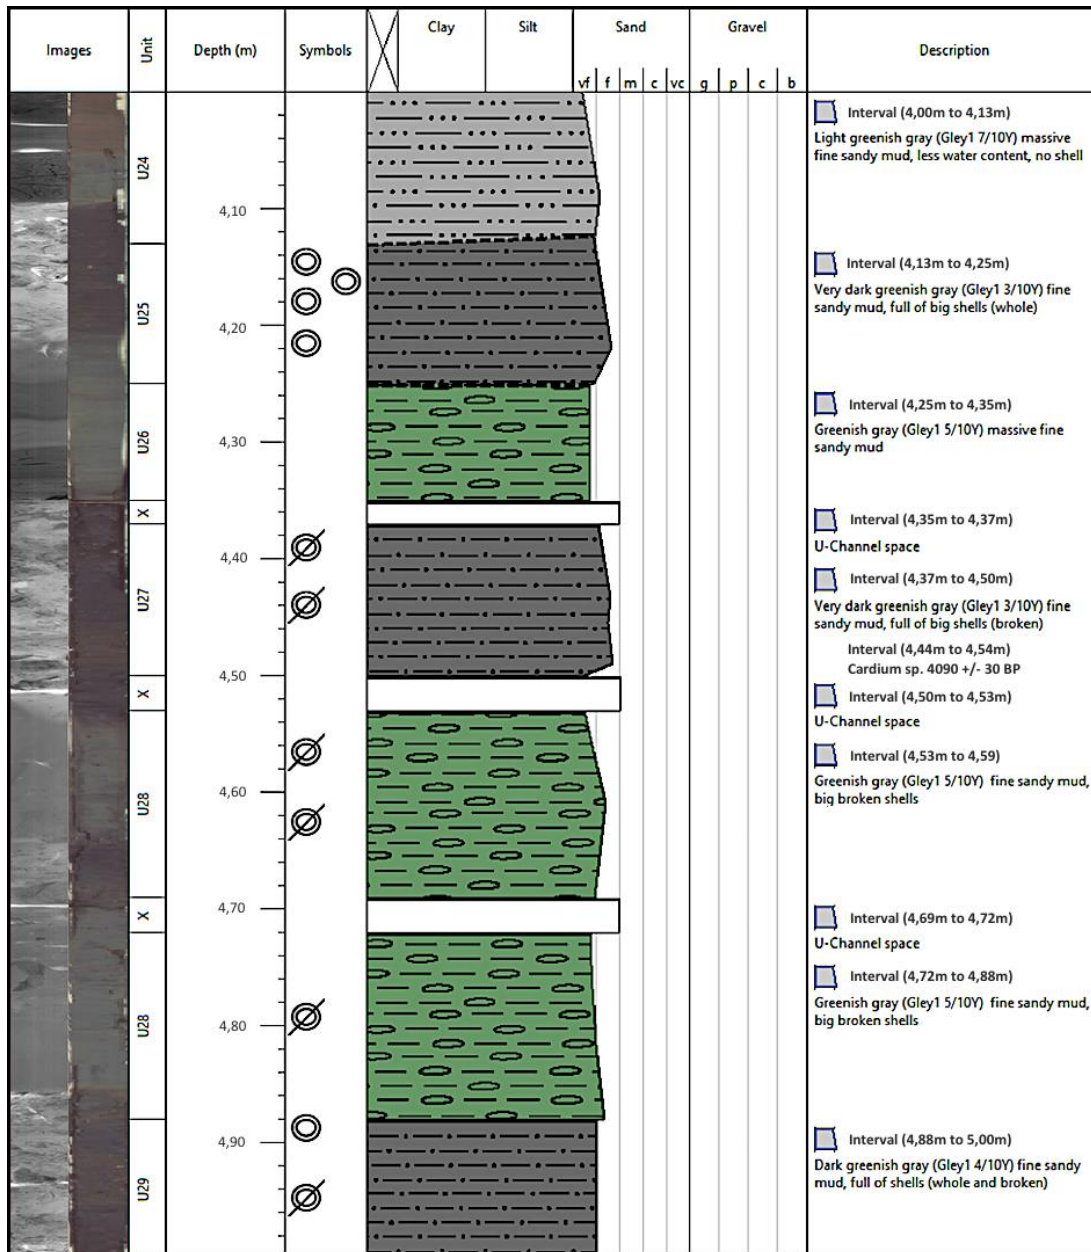 Images Unit Depth (m) Symbols Clay Silt Sand Gravel Description
vf f m c vc g p c b
U24
Interval (4,00m to 4,13m)
Light greenish gray (Gley1 7/10Y) massive
fine sandy mud, less water content, no shell
4,10
U25
Interval (4,13m to 4,25m)
Very dark greenish gray (Gley1 3/10Y) fine
sandy mud, full of big shells (whole)
4,20
U26
Interval (4,25m to 4,35m)
Greenish gray (Gley1 5/10Y) massive fine
sandy mud
4,30
X
Interval (4,35m to 4,37m)
U-Channel space
4,40
U27
Interval (4,37m to 4,50m)
Very dark greenish gray (Gley1 3/10Y) fine
sandy mud, full of big shells (broken)
Interval (4,44m to 4,54m)
Cardium sp. 4090 +/- 30 BP
4,50
X
Interval (4,50m to 4,53m)
U-Channel space
U28
Interval (4,53m to 4,59)
Greenish gray (Gley1 5/10Y) fine sandy mud,
big broken shells
4,60
4,70
X
Interval (4,69m to 4,72m)
U-Channel space
U28
Interval (4,72m to 4,88m)
Greenish gray (Gley1 5/10Y) fine sandy mud,
big broken shells
4,80
4,90
U29
Interval (4,88m to 5,00m)
Dark greenish gray (Gley1 4/10Y) fine sandy
mud, full of shells (whole and broken)